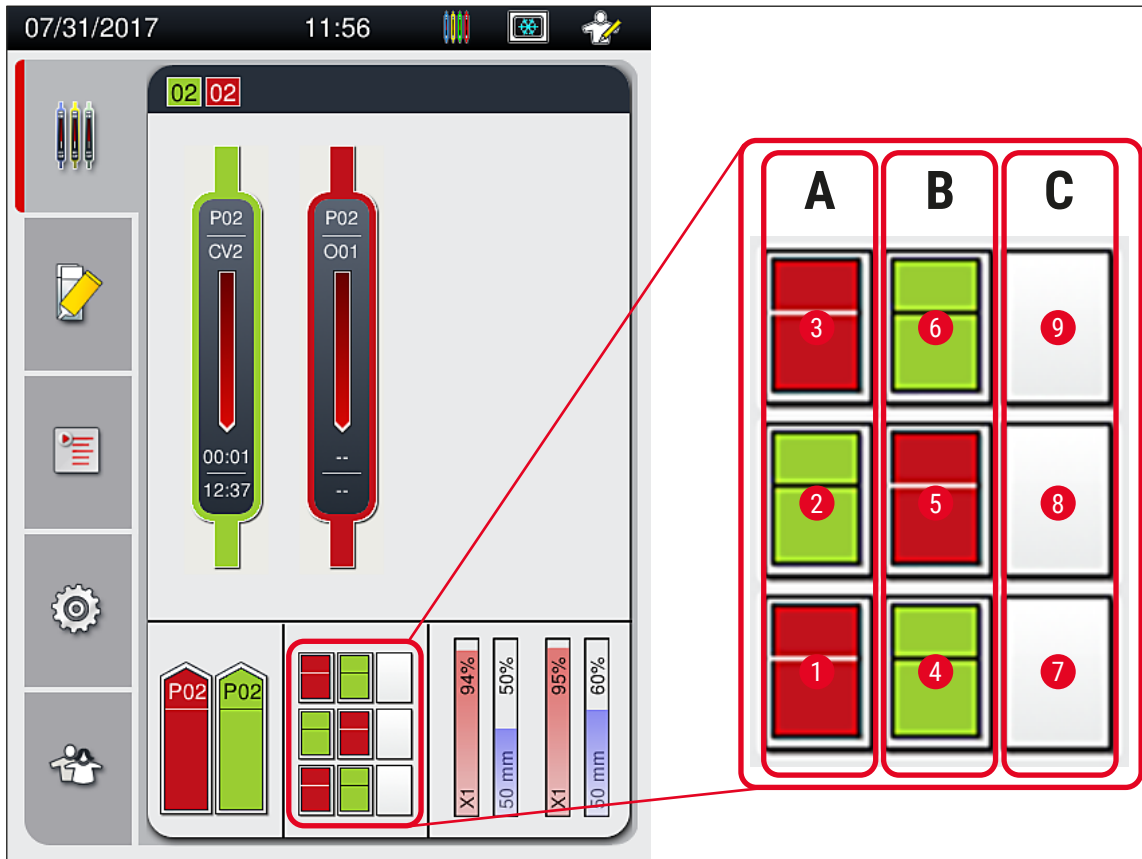 07/31/2017 11:56
02 02
P02 P02
CV2 O01
00:01 --
12:37 --
P02 P02
X1 94%
50 mm 50%
X1 95%
50 mm 60%
A B C
3 6 9
2 5 8
1 4 7